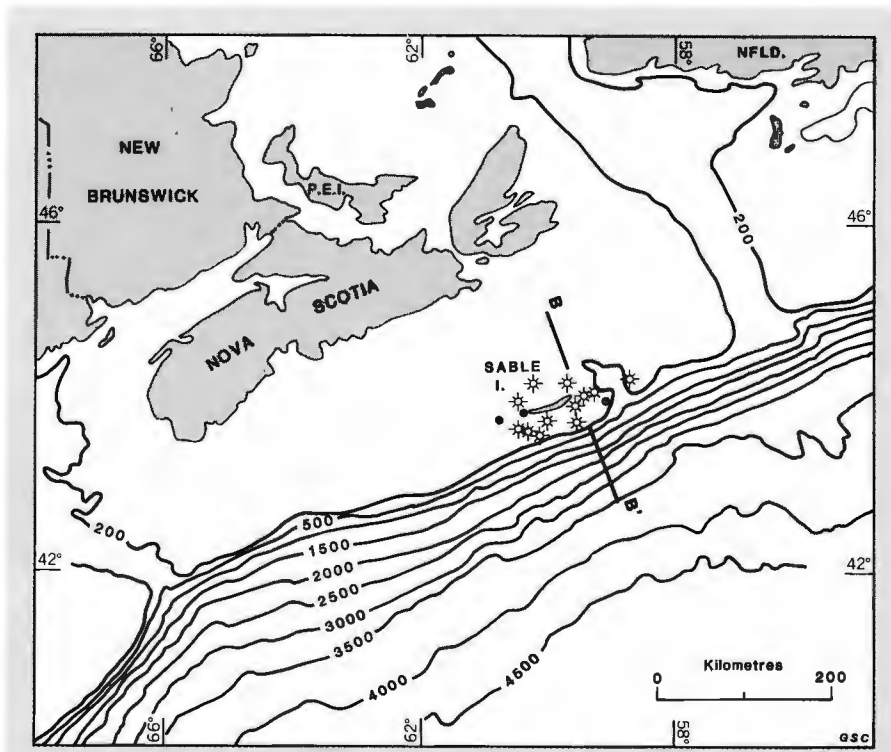 66°
62°
58°
NFLD.
NEW
BRUNSWICK
P.E.I.
46°
46°
200
NOVA
SCOTIA
B
SABLE
I.
B'
200
500
1500
2000
2500
3000
3500
4000
4500
42°
42°
Kilometres
0
200
66°
62°
58°
GSC